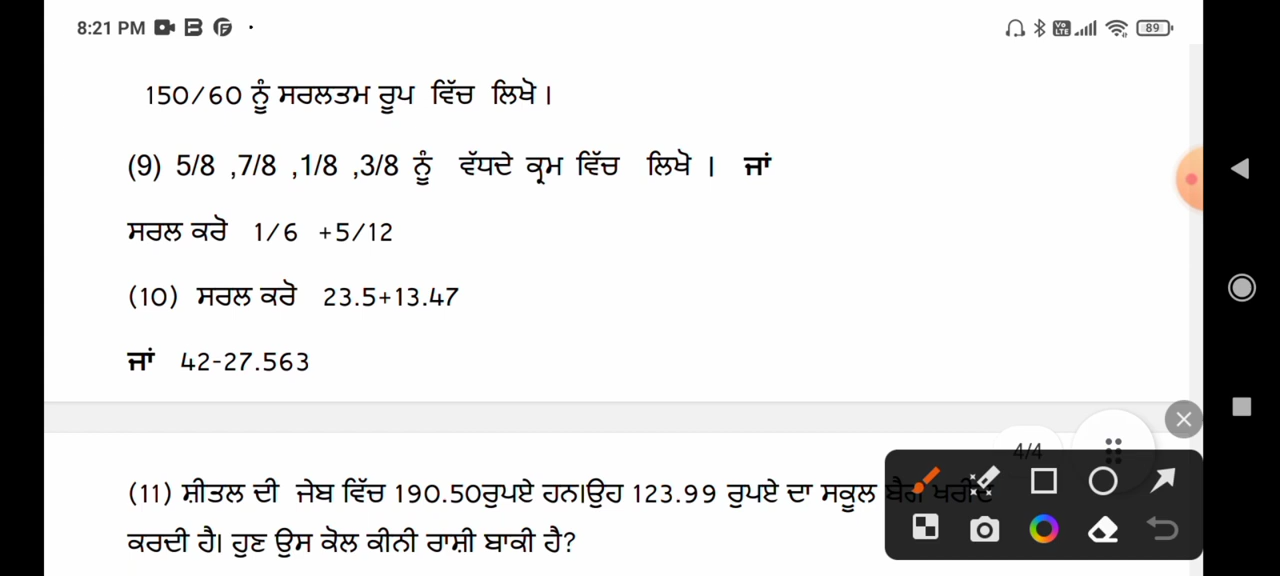 8:21 PM
89
150/60 ਨੂੰ ਸਰਲਤਮ ਰੂਪ ਵਿੱਚ ਲਿਖੋ।
(9) 5/8 ,7/8 ,1/8 ,3/8 ਨੂੰ ਵੱਧਦੇ ਕ੍ਰਮ ਵਿੱਚ ਲਿਖੋ । ਜਾਂ
ਸਰਲ ਕਰੋ 1/6 +5/12
(10) ਸਰਲ ਕਰੋ 23.5+13.47
ਜਾਂ 42-27.563
4/4
(11) ਸ਼ੀਤਲ ਦੀ ਜੇਬ ਵਿੱਚ 190.50ਰੁਪਏ ਹਨ।ਉਹ 123.99 ਰੁਪਏ ਦਾ ਸਕੂਲ ਬੈਗ ਖਰੀਦ
ਕਰਦੀ ਹੈ। ਹੁਣ ਉਸ ਕੋਲ ਕੀਨੀ ਰਾਸ਼ੀ ਬਾਕੀ ਹੈ?